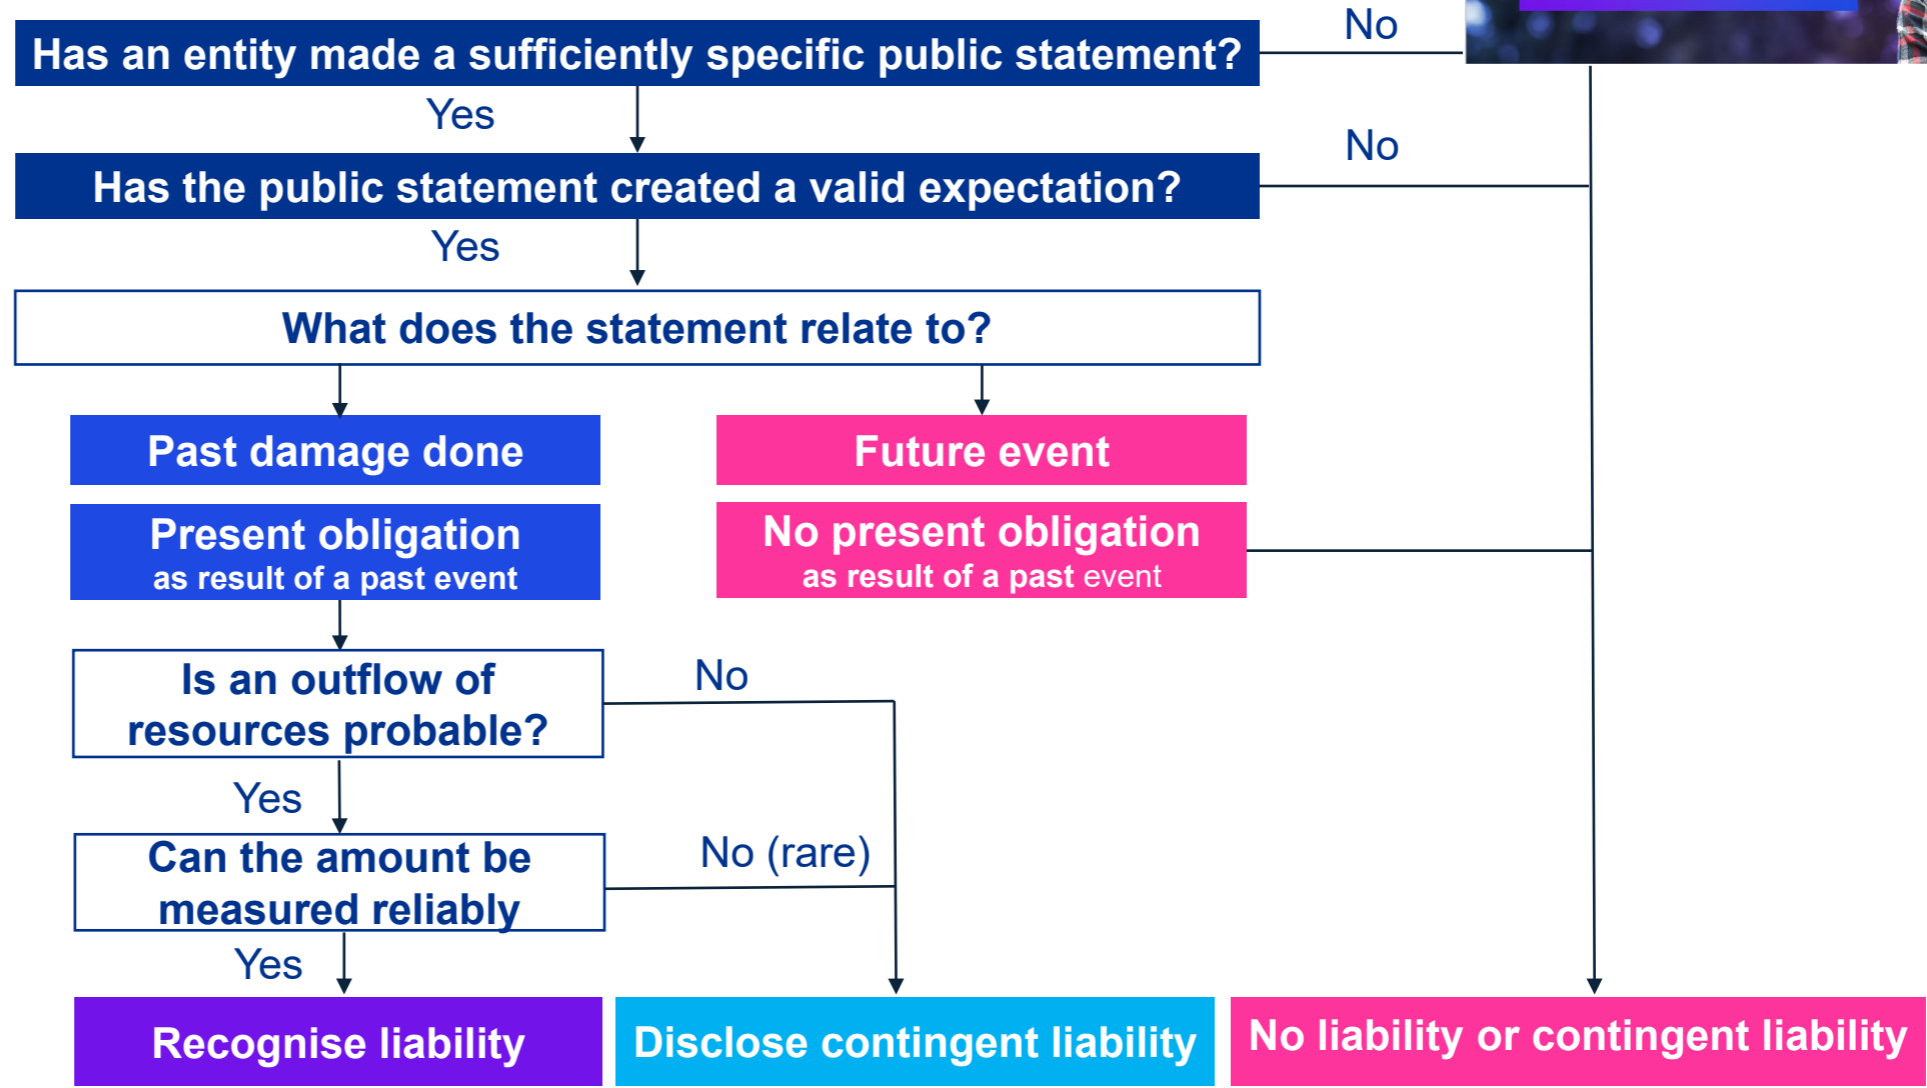 Has an entity made a sufficiently specific public statement?
No
Yes
Has the public statement created a valid expectation?
No
Yes
What does the statement relate to?
Past damage done
Future event
Present obligation
as result of a past event
No present obligation
as result of a past event
Is an outflow of
resources probable?
No
Yes
Can the amount be
measured reliably
No (rare)
Yes
Recognise liability
Disclose contingent liability
No liability or contingent liability